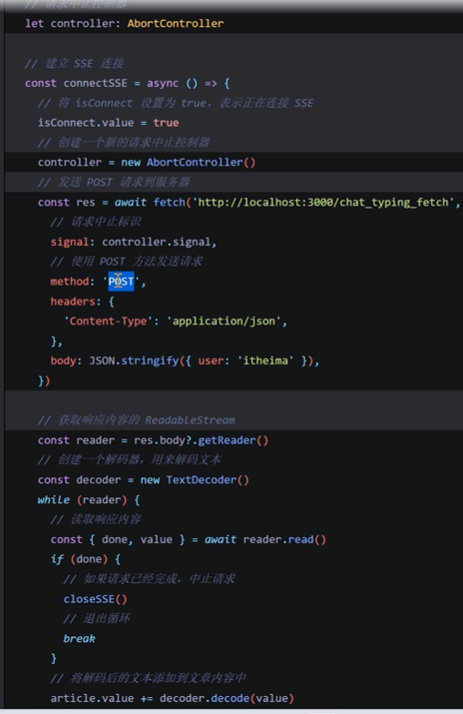 // 请求中止控制器
let controller: AbortController
// 建立 SSE 连接
const connectSSE = async () => {
// 将 isConnect 设置为 true，表示正在连接 SSE
isConnect.value = true
// 创建一个新的请求中止控制器
controller = new AbortController()
// 发送 POST 请求到服务器
const res = await fetch('http://localhost:3000/chat_typing_fetch',
// 请求中止标识
signal: controller.signal,
// 使用 POST 方法发送请求
method: 'POST',
headers: {
'Content-Type': 'application/json',
},
body: JSON.stringify({ user: 'itheima' }),
})
// 获取响应内容的 ReadableStream
const reader = res.body?.getReader()
// 创建一个解码器，用来解码文本
const decoder = new TextDecoder()
while (reader) {
// 读取响应内容
const { done, value } = await reader.read()
if (done) {
// 如果请求已经完成，中止请求
closeSSE()
// 退出循环
break
}
// 将解码后的文本添加到文章内容中
article.value += decoder.decode(value)